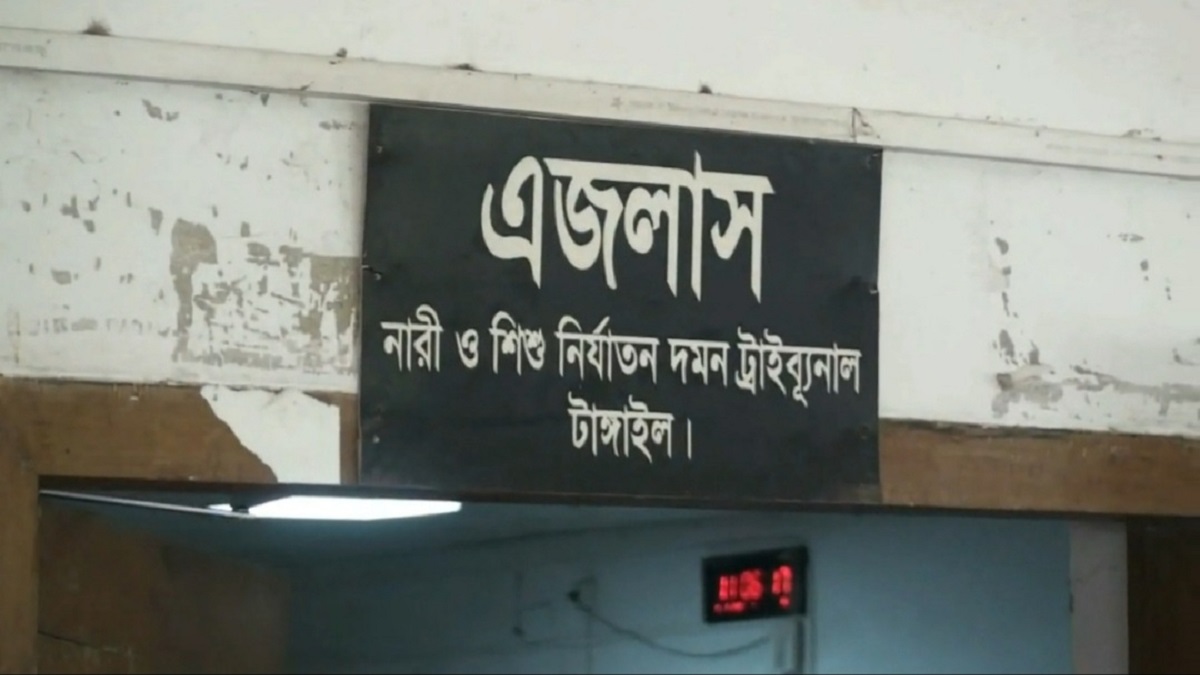 এজলাস
নারী ও শিশু নির্যাতন দমন ট্রাইব্যুনাল
টাঙ্গাইল।